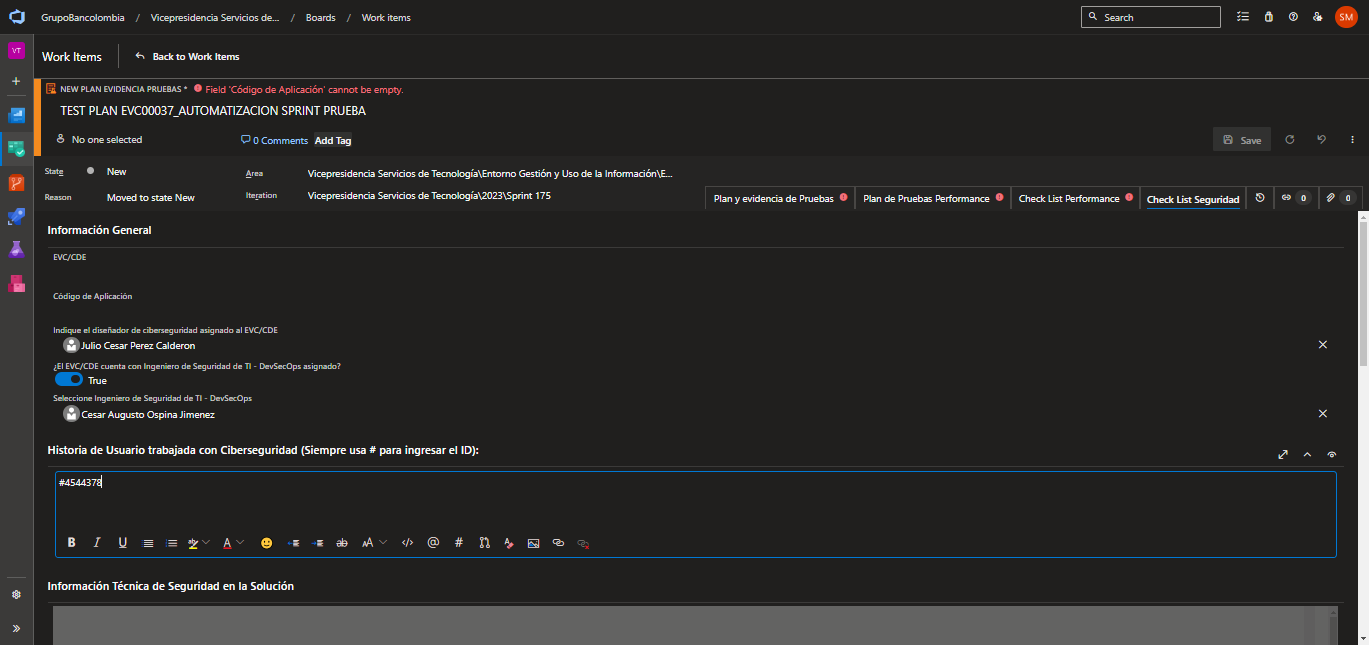 GrupoBancolombia / Vicepresidencia Servicios de... / Boards / Work items
Search
SM
VT
Work Items
Back to Work Items
NEW PLAN EVIDENCIA PRUEBAS * Field 'Código de Aplicación' cannot be empty.
TEST PLAN EVC00037_AUTOMATIZACION SPRINT PRUEBA
No one selected
0 Comments
Add Tag
Save
State
New
Area
Vicepresidencia Servicios de Tecnología\Entorno Gestión y Uso de la Información\E...
Reason
Moved to state New
Iteration
Vicepresidencia Servicios de Tecnología\2023\Sprint 175
Plan y evidencia de Pruebas
Plan de Pruebas Performance
Check List Performance
Check List Seguridad
0
0
Información General
EVC/CDE
Código de Aplicación
Indique el diseñador de ciberseguridad asignado al EVC/CDE
Julio Cesar Perez Calderon
¿El EVC/CDE cuenta con Ingeniero de Seguridad de TI - DevSecOps asignado?
True
Seleccione Ingeniero de Seguridad de TI - DevSecOps
Cesar Augusto Ospina Jimenez
Historia de Usuario trabajada con Ciberseguridad (Siempre usa # para ingresar el ID):
#4544378
Información Técnica de Seguridad en la Solución